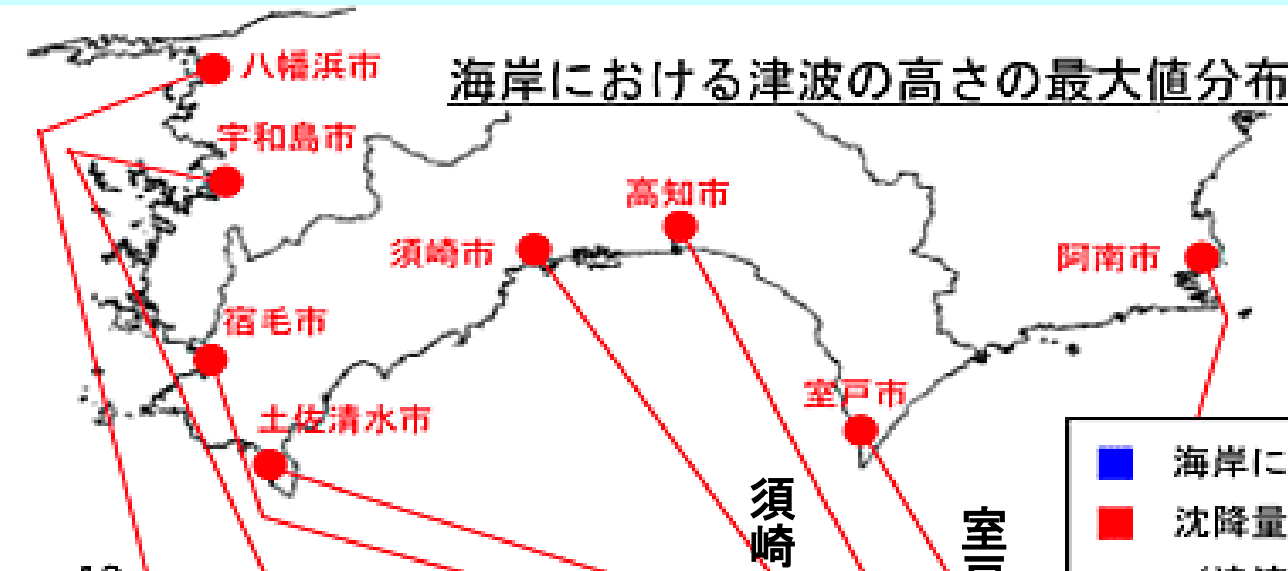 八幡浜市
海岸における津波の高さの最大値分布
宇和島市
高知市
須崎市
阿南市
宿毛市
室戸市
土佐清水市
海岸に
須崎
室戸
沈降量